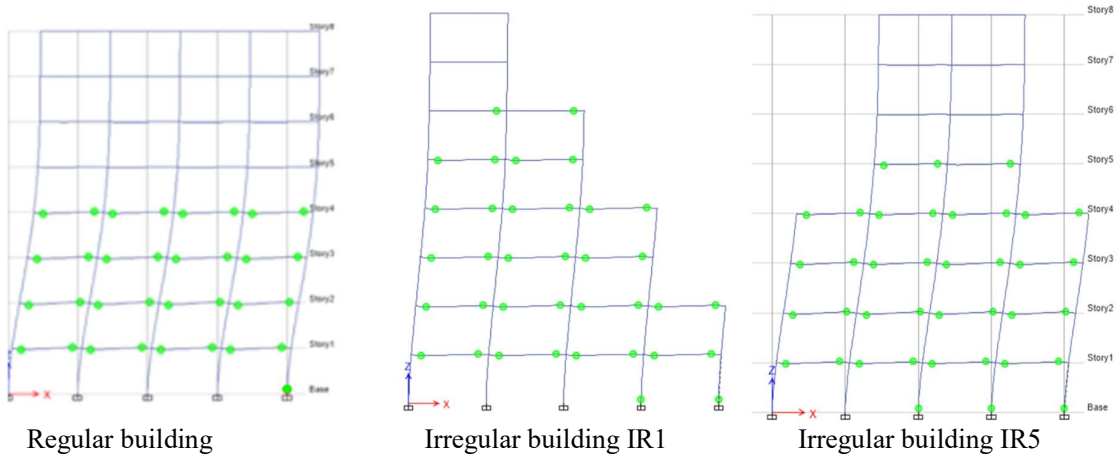 Story8
Story7
Story6
Story5
Story4
Story3
Story2
Story1
Base
X
Regular building
Z
X
Irregular building IR1
Story8
Story7
Story6
Story5
Story4
Story3
Story2
Story1
Base
Z
X
Irregular building IR5